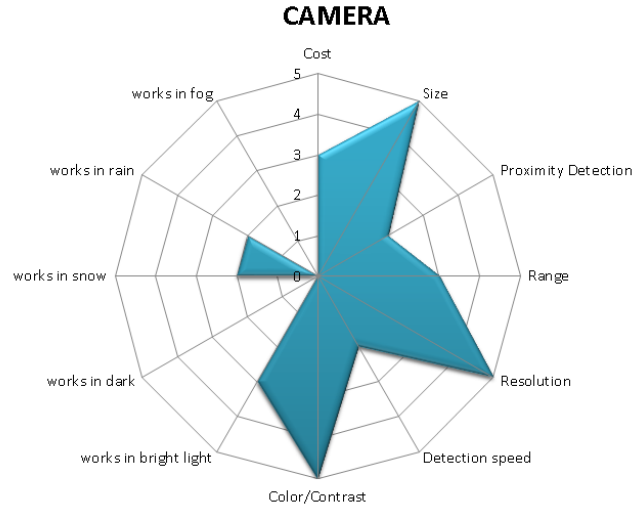 CAMERA
Cost
5
works in fog
Size
4
works in rain
3
Proximity Detection
2
1
works in snow
0
Range
works in dark
Resolution
works in bright light
Detection speed
Color/Contrast